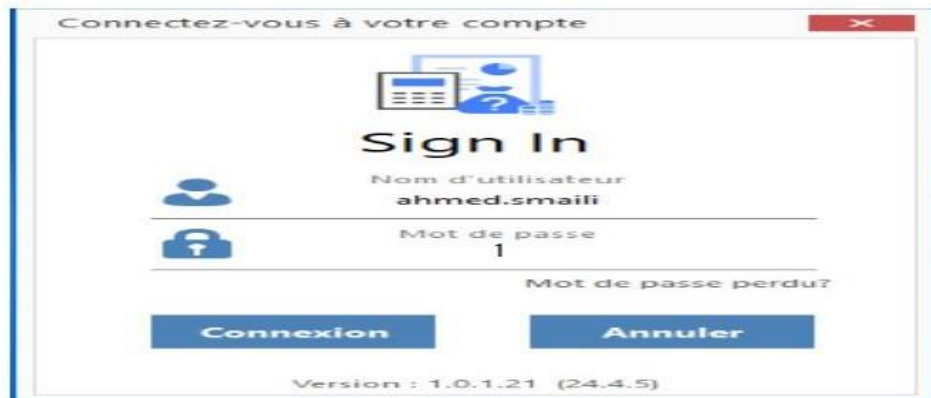 Connectez-vous à votre compte
Sign In
Nom d'utilisateur
ahmed.smaili
Mot de passe
1
Mot de passe perdu?
Connexion Annuler
Version : 1.0.1.21 (24.4.5)